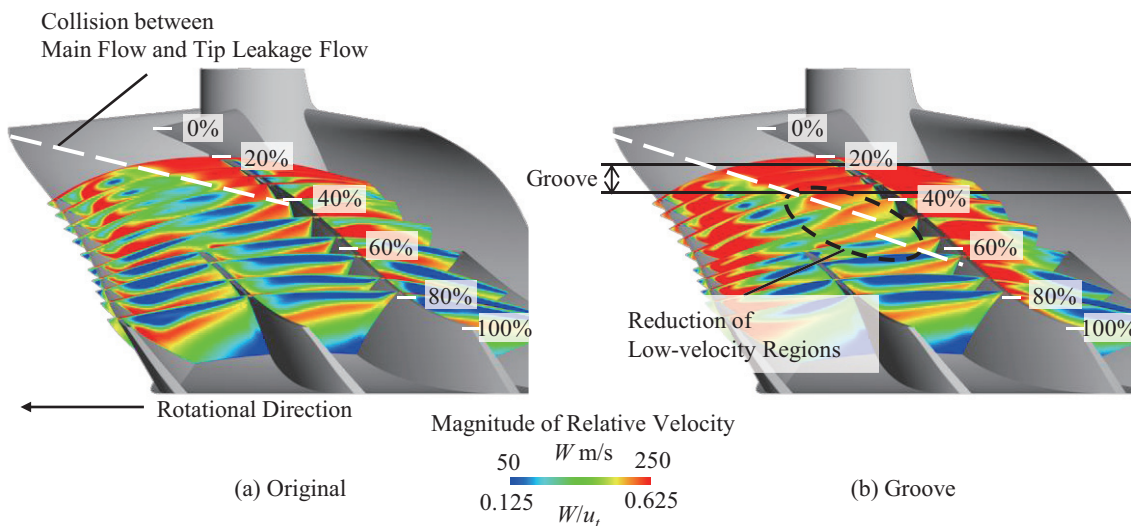 Collision between
Main Flow and Tip Leakage Flow
0%
20%
40%
60%
80%
100%
Rotational Direction
(a) Original
0%
20%
Groove
40%
60%
80%
100%
Reduction of
Low-velocity Regions
(b) Groove
Magnitude of Relative Velocity
W m/s
50 250
0.125 0.625
W/uₜ